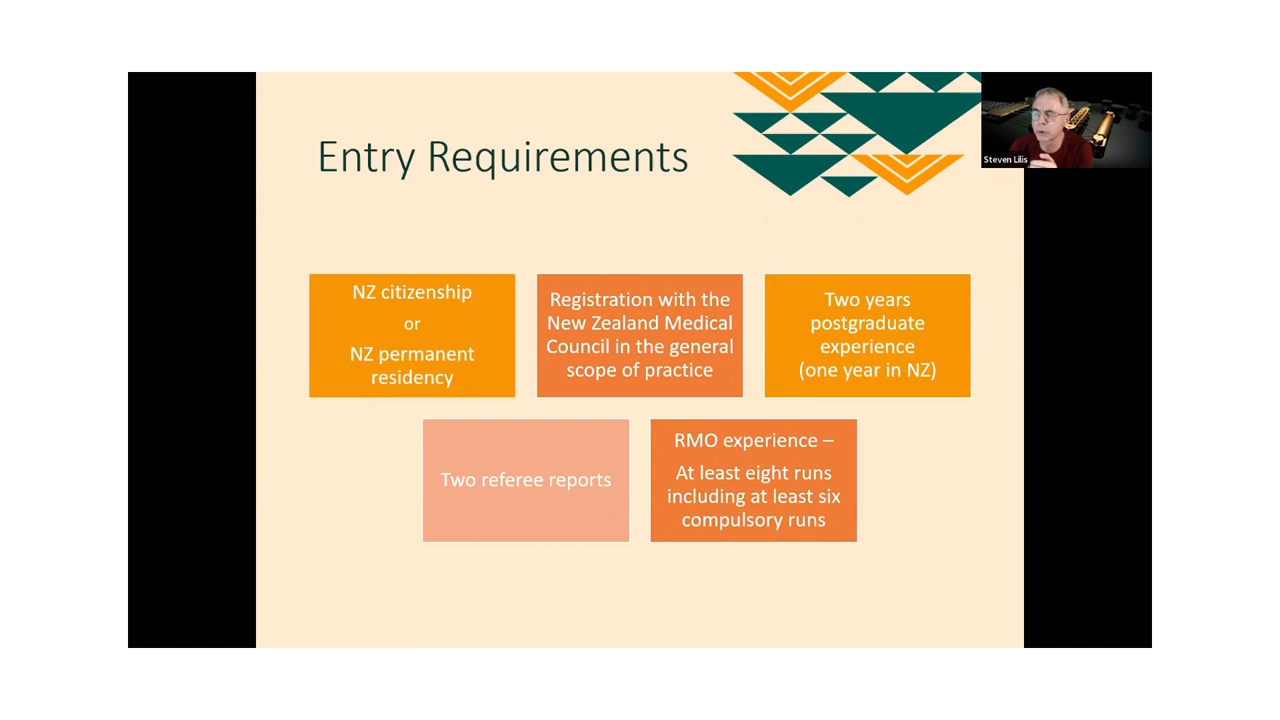 Entry Requirements
Steven Lilis
NZ citizenship
or
NZ permanent
residency
Registration with the
New Zealand Medical
Council in the general
scope of practice
Two years
postgraduate
experience
(one year in NZ)
Two referee reports
RMO experience –
At least eight runs
including at least six
compulsory runs